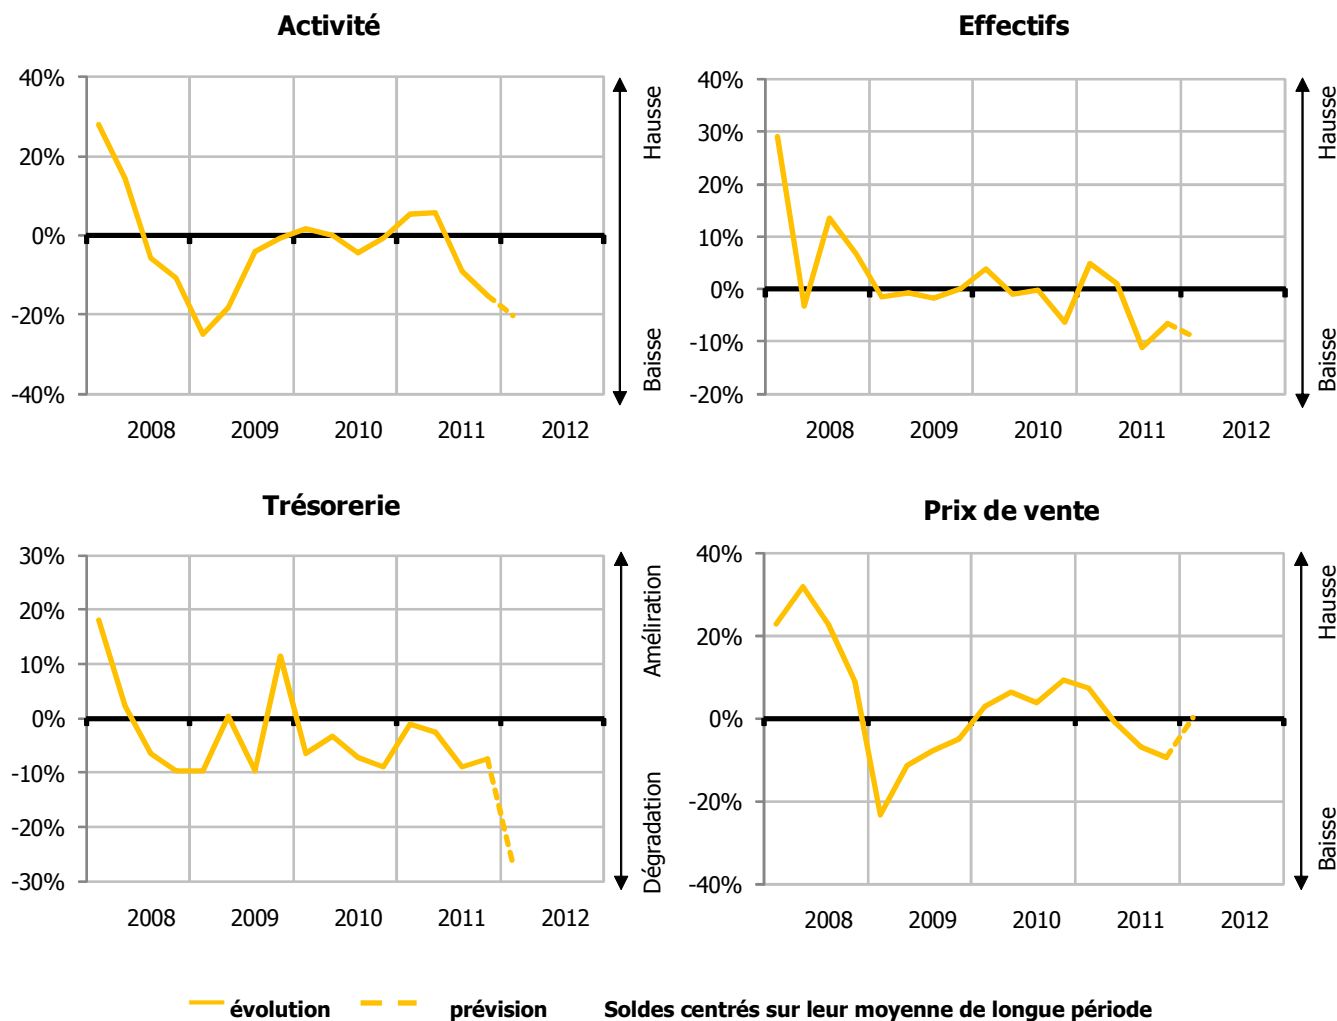 Activité
40%
20%
0%
-20%
-40%
2008 2009 2010 2011 2012
Hausse
Baisse
Effectifs
40%
30%
20%
10%
0%
-10%
-20%
2008 2009 2010 2011 2012
Hausse
Baisse
Trésorerie
30%
20%
10%
0%
-10%
-20%
-30%
2008 2009 2010 2011 2012
Améliration
Dégradation
Prix de vente
40%
20%
0%
-20%
-40%
2008 2009 2010 2011 2012
Hausse
Baisse
évolution prévision Soldes centrés sur leur moyenne de longue période